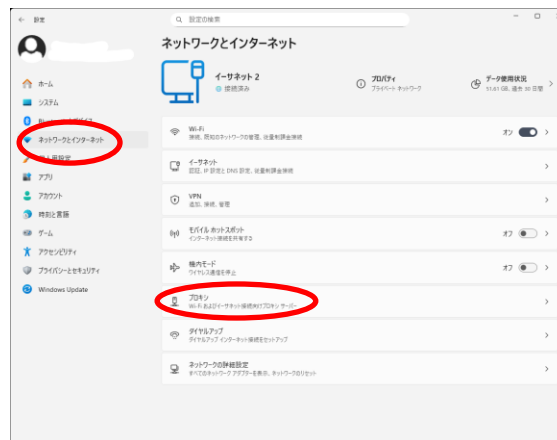 ← 設定
設定の検索
ネットワークとインターネット
イーサネット 2
接続済み
プロパティ
プライベート ネットワーク
データ使用状況
51.61 GB、過去 30 日間
ホーム
システム
ネットワークとインターネット
個人用設定
アプリ
アカウント
時刻と言語
ゲーム
アクセシビリティ
プライバシーとセキュリティ
Windows Update
Wi-Fi
接続、既知のネットワークの管理、従量制課金接続
オン
イーサネット
認証、IP 設定と DNS 設定、従量制課金接続
VPN
追加、接続、管理
モバイル ホットスポット
インターネット接続を共有する
オフ
機内モード
ワイヤレス通信を停止
オフ
プロキシ
Wi-Fi およびイーサネット接続向けプロキシ サーバー
ダイヤルアップ
ダイヤルアップ インターネット接続をセットアップ
ネットワークの詳細設定
すべてのネットワーク アダプターを表示、ネットワークのリセット